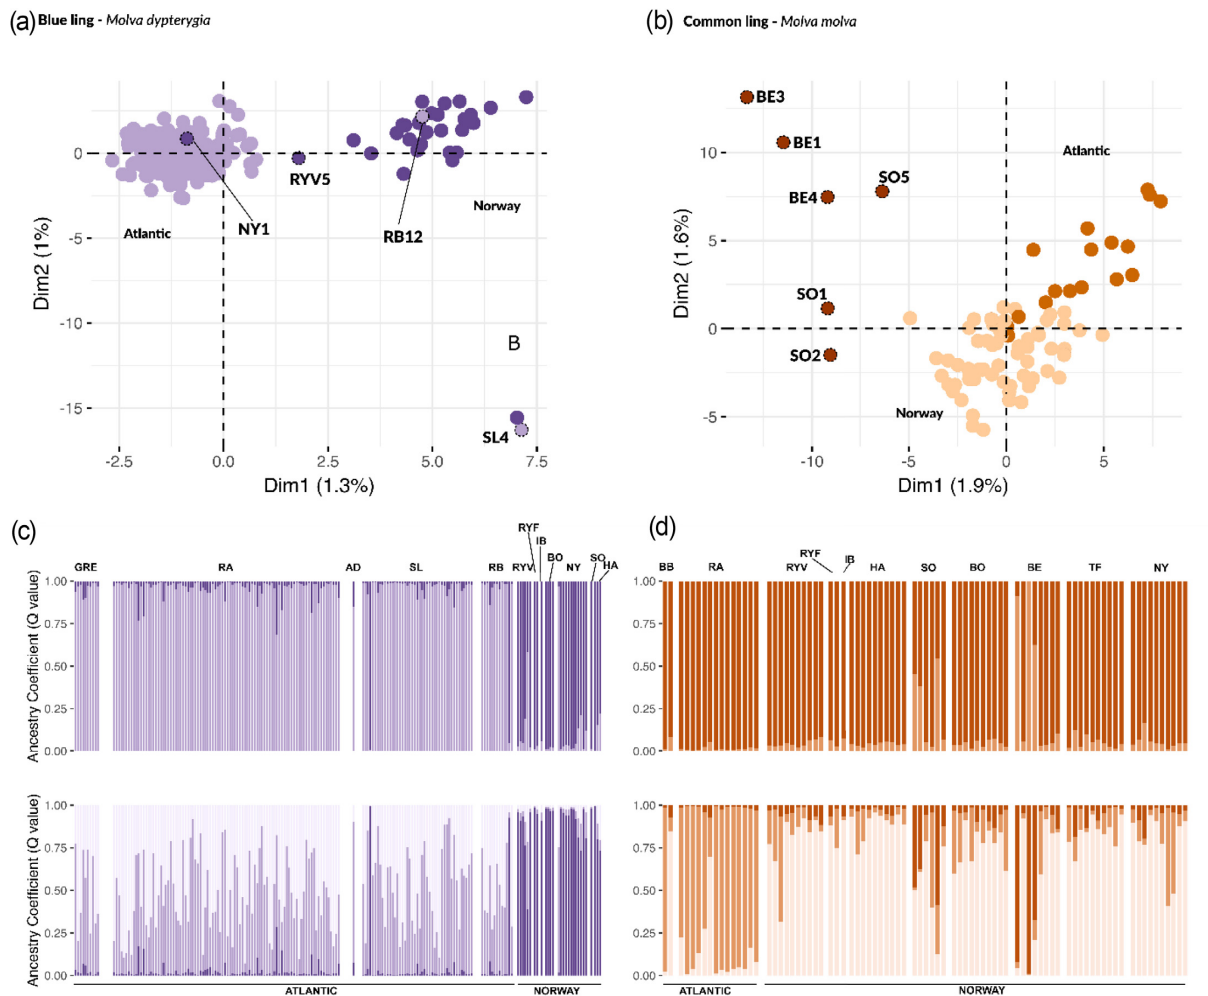 (a) Blue ling - Molva dypterygia
0
-5
-10
-15
-2.5 0.0 2.5 5.0 7.5
Dim1 (1.3%)
Dim2 (1%)
RYV5
Norway
Atlantic
NY1
RB12
B
SL4
(b) Common ling - Molva molva
10
5
0
-5
-10 -5 0 5
Dim1 (1.9%)
Dim2 (1.6%)
BE3
BE1
Atlantic
SO5
BE4
SO1
SO2
Norway
(c)
GRE RA AD SL RB RYV RYF IB BO NY SO HA
1.00
0.75
0.50
0.25
0.00
Ancestry Coefficient (Q value)
1.00
0.75
0.50
0.25
0.00
Ancestry Coefficient (Q value)
ATLANTIC NORWAY
(d)
BB RA RYV RYF IB HA SO BO BE TF NY
1.00
0.75
0.50
0.25
0.00
1.00
0.75
0.50
0.25
0.00
ATLANTIC NORWAY